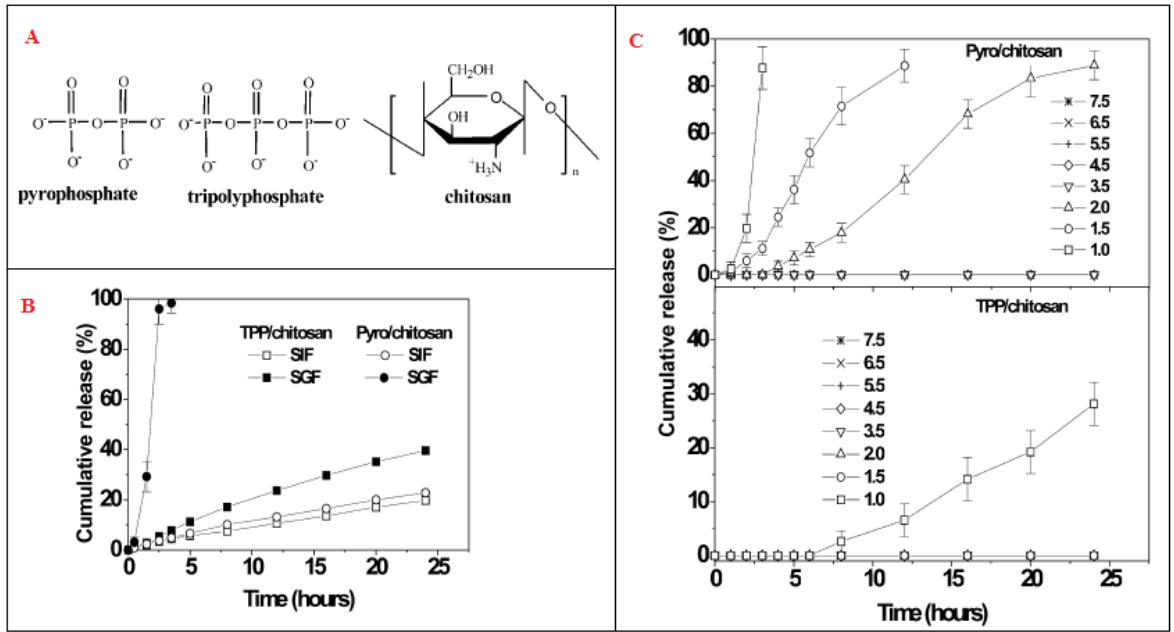 A
O O
O⁻ P O P O⁻
O⁻ O⁻
pyrophosphate
O O O
O⁻ P O P O P O⁻
O⁻ O⁻ O⁻
tripolyphosphate
CH₂OH
O O
OH
⁺H₃N
n
chitosan
B
Cumulative release (%)
100
80
60
40
20
0
TPP/chitosan Pyro/chitosan
SIF SIF
SGF SGF
0 5 10 15 20 25
Time (hours)
C
Cumulative release (%)
100
80
60
40
20
0
Pyro/chitosan
7.5
6.5
5.5
4.5
3.5
2.0
1.5
1.0
TPP/chitosan
40
30
20
10
0
7.5
6.5
5.5
4.5
3.5
2.0
1.5
1.0
0 5 10 15 20 25
Time (hours)